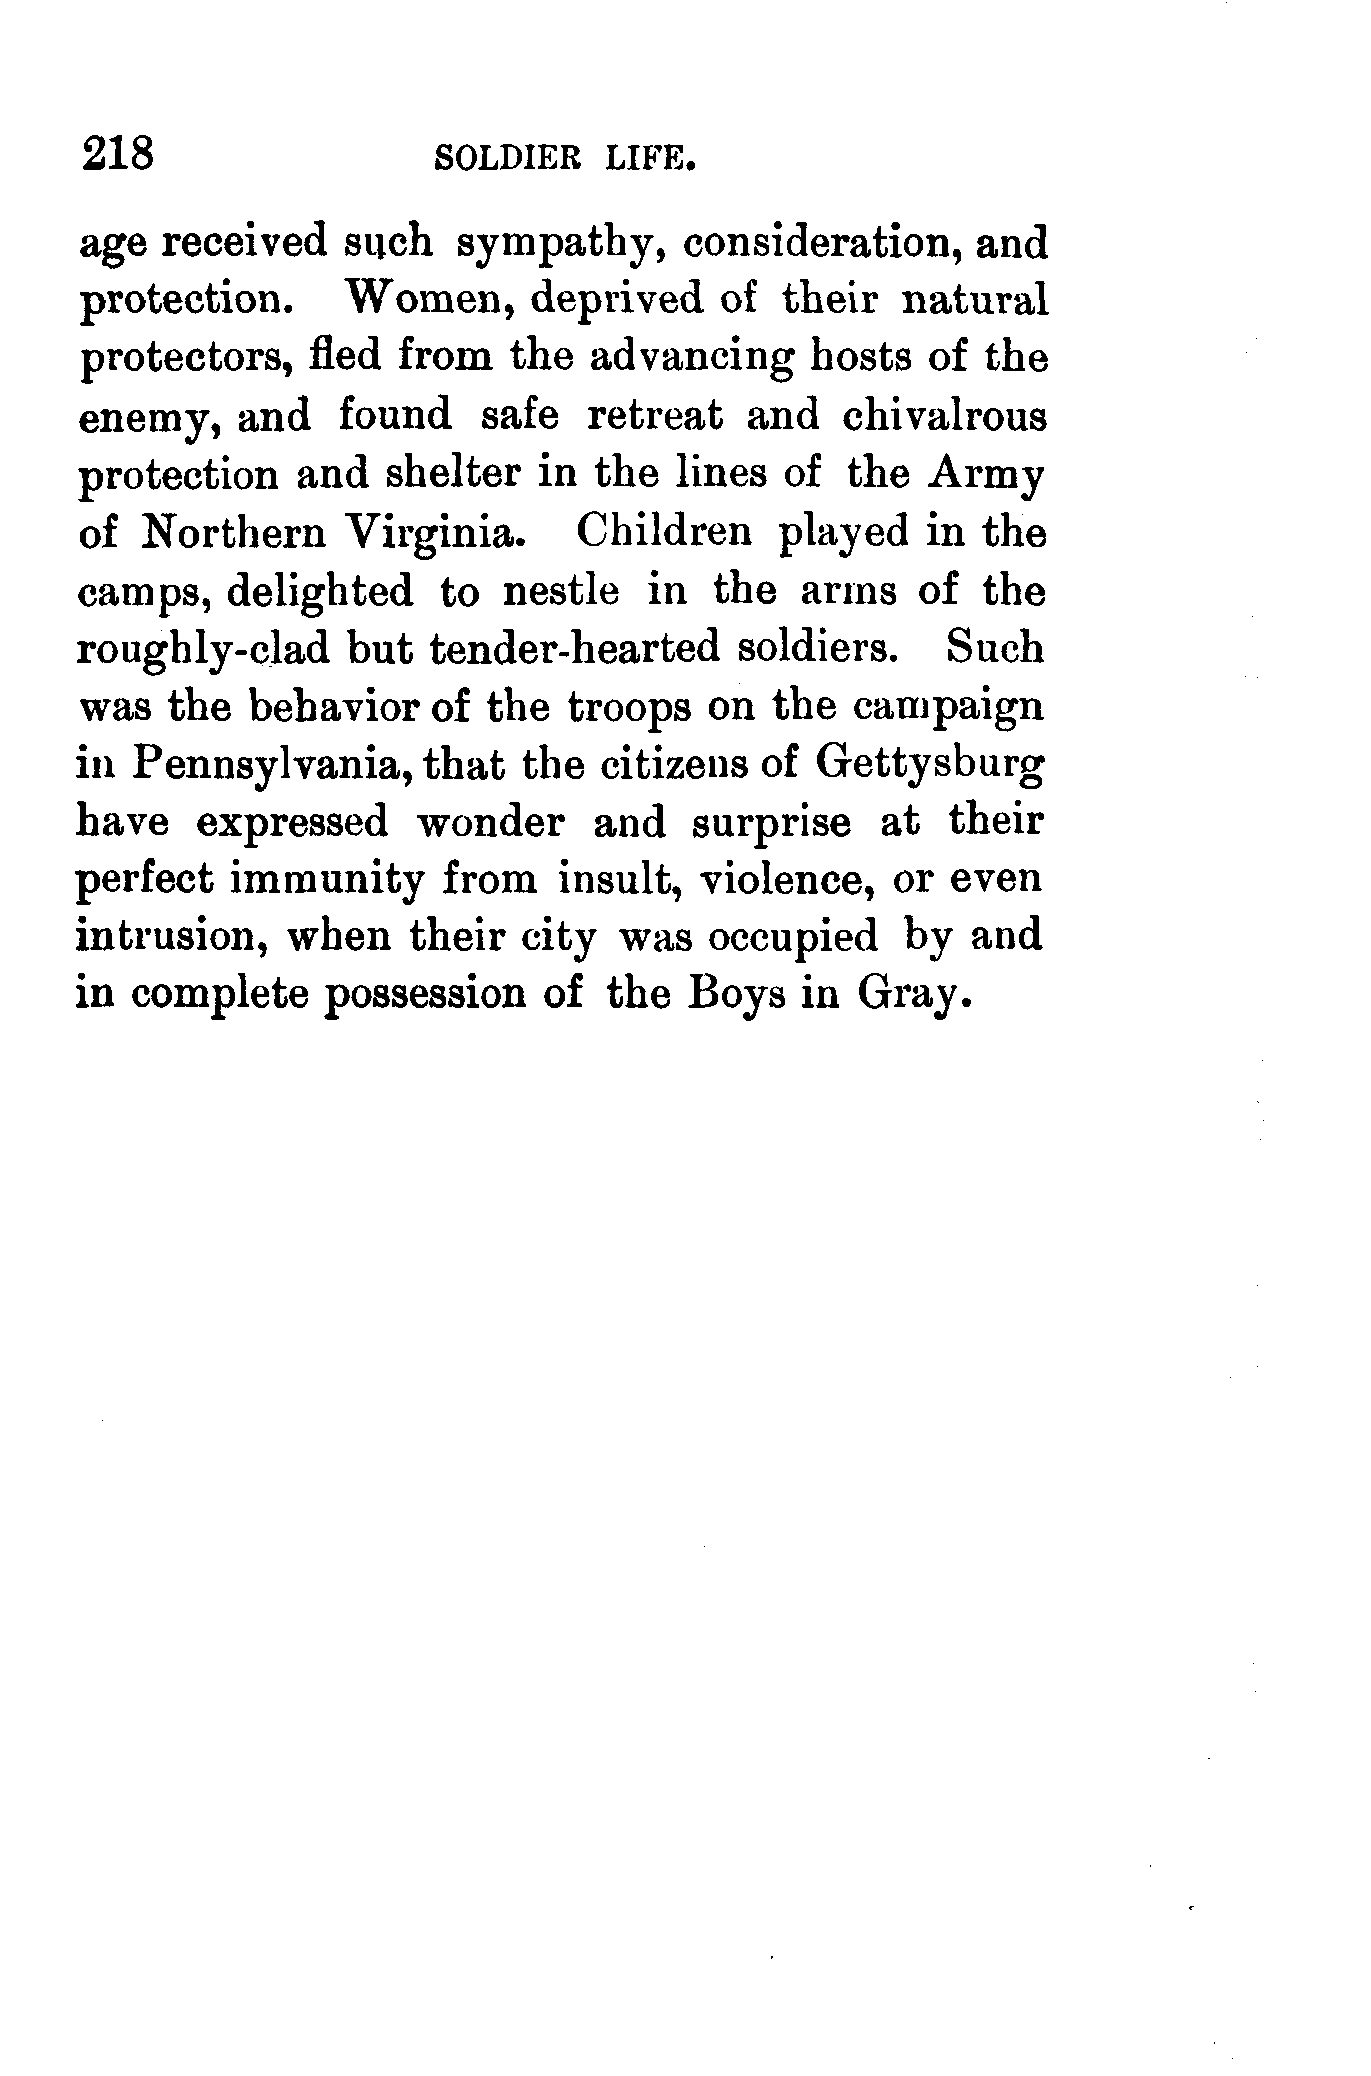 218 SOLDIER LIFE.
age received such sympathy, consideration, and
protection. Women, deprived of their natural
protectors, fled from the advancing hosts of the
enemy, and found safe retreat and chivalrous
protection and shelter in the lines of the Army
of Northern Virginia. Children played in the
camps, delighted to nestle in the arms of the
roughly-clad but tender-hearted soldiers. Such
was the behavior of the troops on the campaign
in Pennsylvania, that the citizens of Gettysburg
have expressed wonder and surprise at their
perfect immunity from insult, violence, or even
intrusion, when their city was occupied by and
in complete possession of the Boys in Gray.